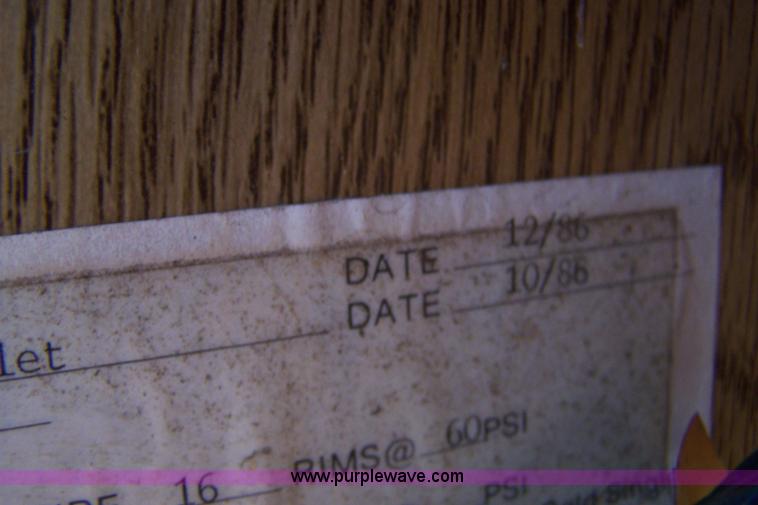 DATE 12/86
DATE 10/86
let
16 RIMS@ 60PSI
PSI
www.purplewave.com